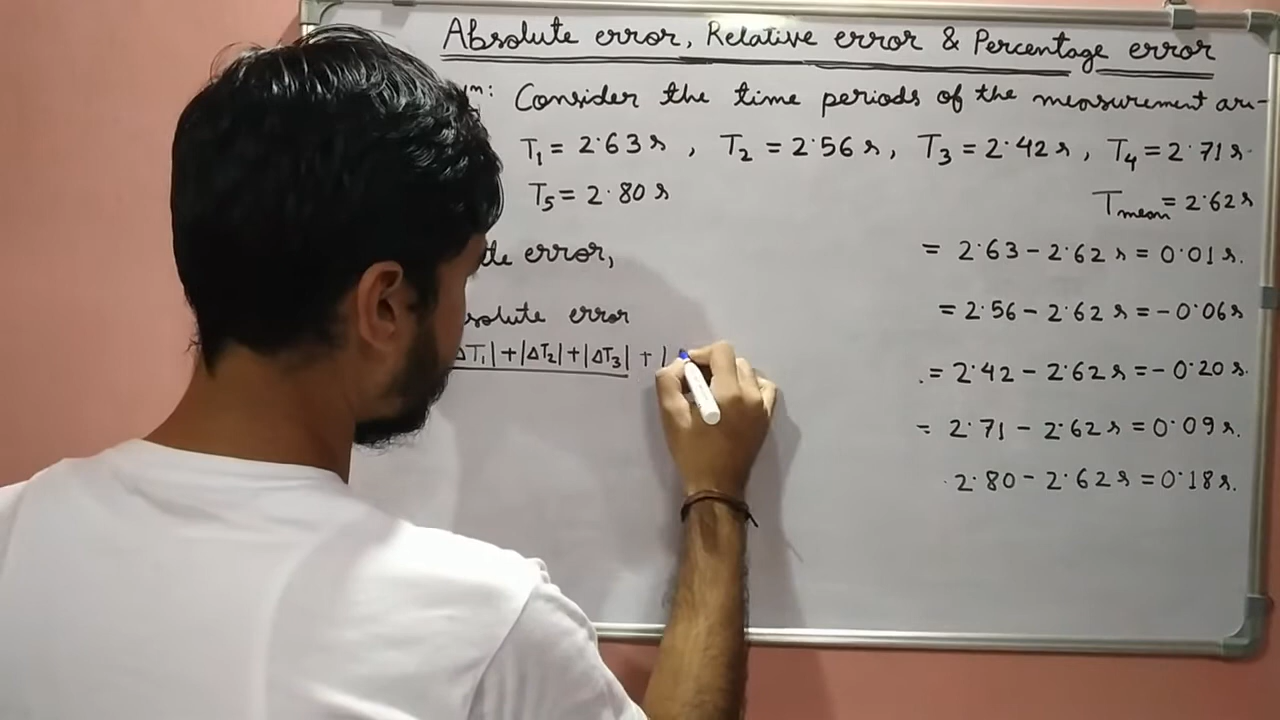 Absolute error, Relative error & Percentage error
Consider the time periods of the measurement are-
T₁ = 2.63 s , T₂ = 2.56 s, T₃ = 2.42 s, T₄ = 2.71 s
T₅ = 2.80 s
Tmean = 2.62 s
error,
= 2.63 - 2.62 s = 0.01 s.
error
= 2.56 - 2.62 s = - 0.06 s
ΔT₁| + |ΔT₂| + |ΔT₃| + |
= 2.42 - 2.62 s = - 0.20 s.
= 2.71 - 2.62 s = 0.09 s.
2.80 - 2.62 s = 0.18 s.